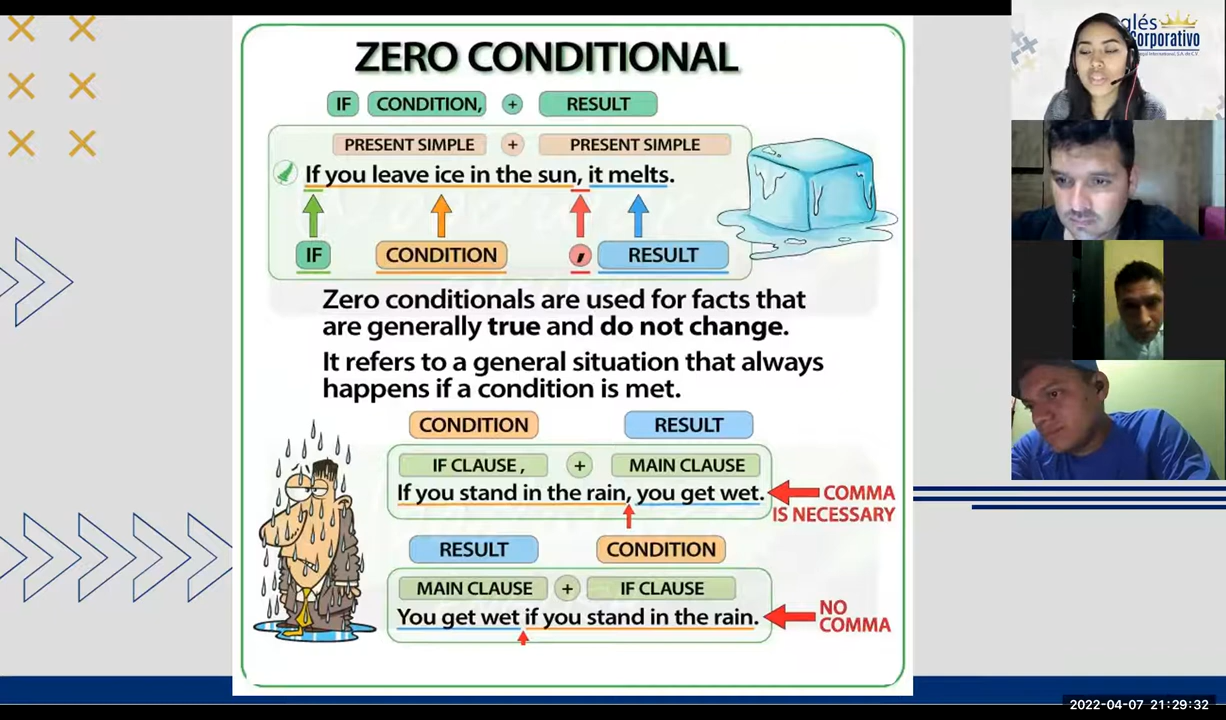 ZERO CONDITIONAL
IF CONDITION, + RESULT
PRESENT SIMPLE + PRESENT SIMPLE
If you leave ice in the sun, it melts.
IF CONDITION , RESULT
Zero conditionals are used for facts that
are generally true and do not change.
It refers to a general situation that always
happens if a condition is met.
CONDITION RESULT
IF CLAUSE , + MAIN CLAUSE
If you stand in the rain, you get wet.
COMMA
IS NECESSARY
RESULT CONDITION
MAIN CLAUSE + IF CLAUSE
You get wet if you stand in the rain.
NO
COMMA
glés
orporativo
2022-04-07 21:29:32